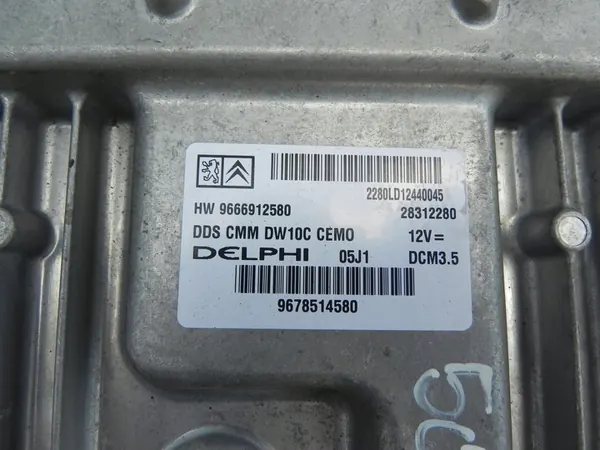 2280LD12440045
HW 9666912580 28312280
DDS CMM DW10C CEMO 12V =
DELPHI 05J1 DCM3.5
9678514580